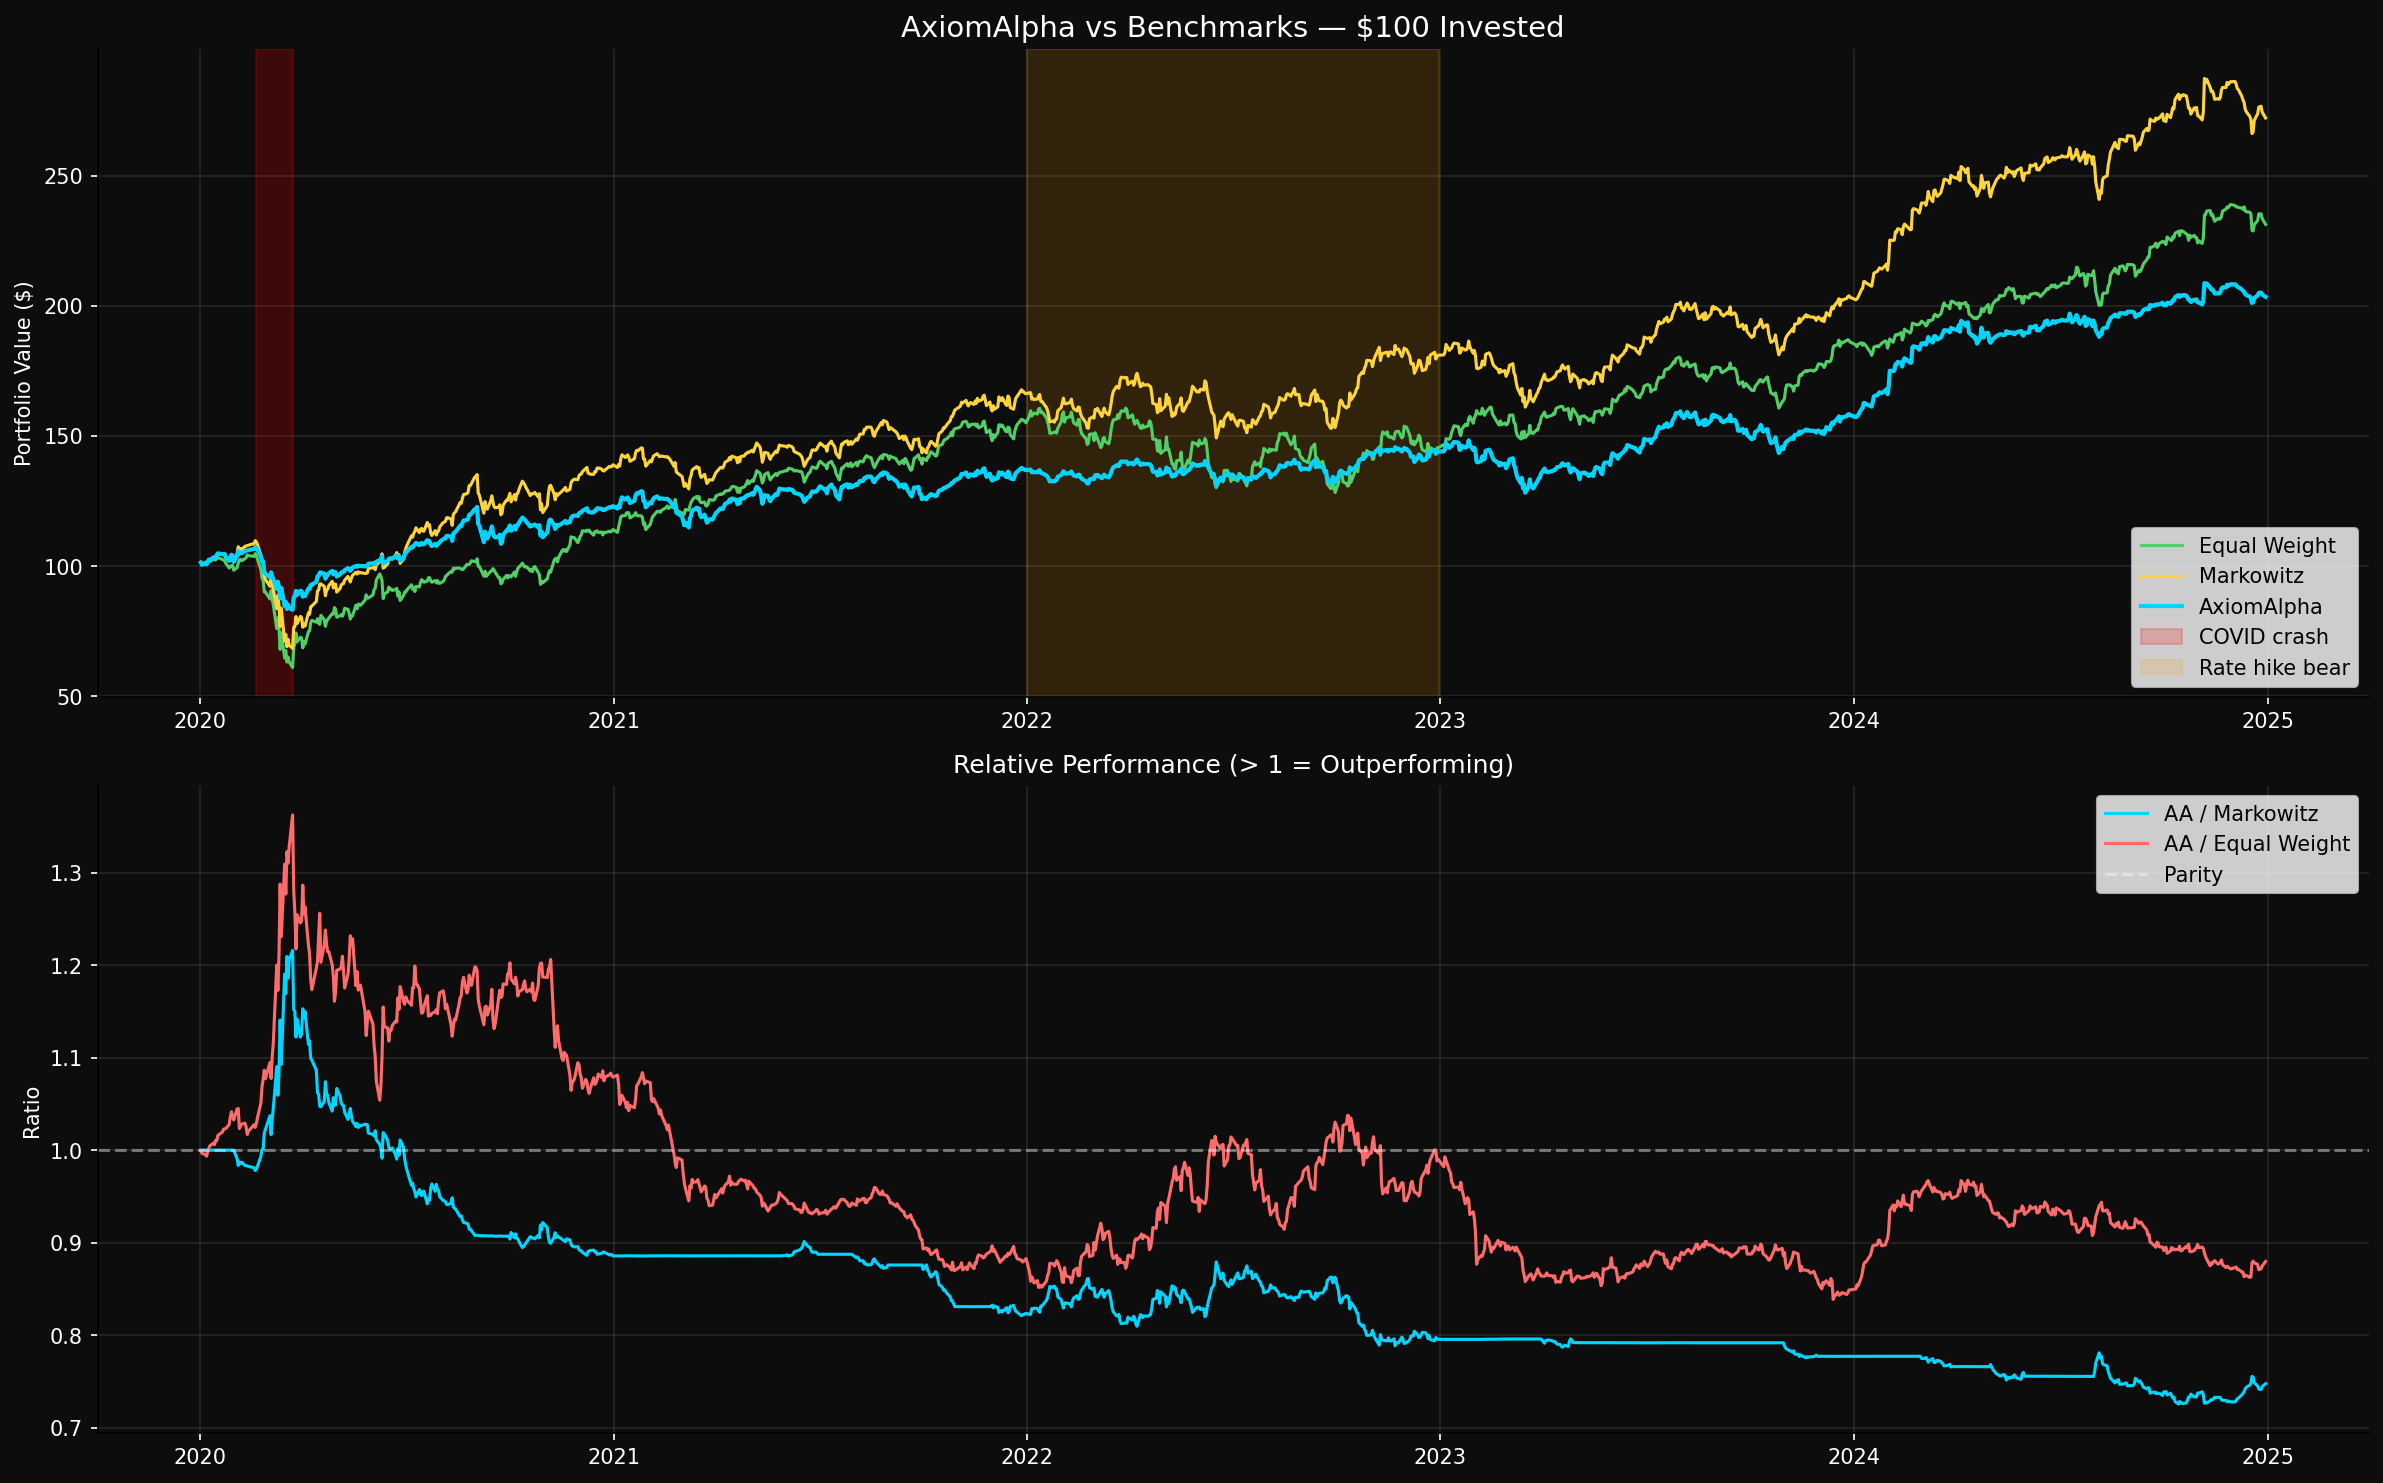 AxiomAlpha vs Benchmarks — $100 Invested
Portfolio Value ($)
250
200
150
100
50
2020 2021 2022 2023 2024 2025
Equal Weight
Markowitz
AxiomAlpha
COVID crash
Rate hike bear
Relative Performance (> 1 = Outperforming)
Ratio
1.3
1.2
1.1
1.0
0.9
0.8
0.7
2020 2021 2022 2023 2024 2025
AA / Markowitz
AA / Equal Weight
Parity